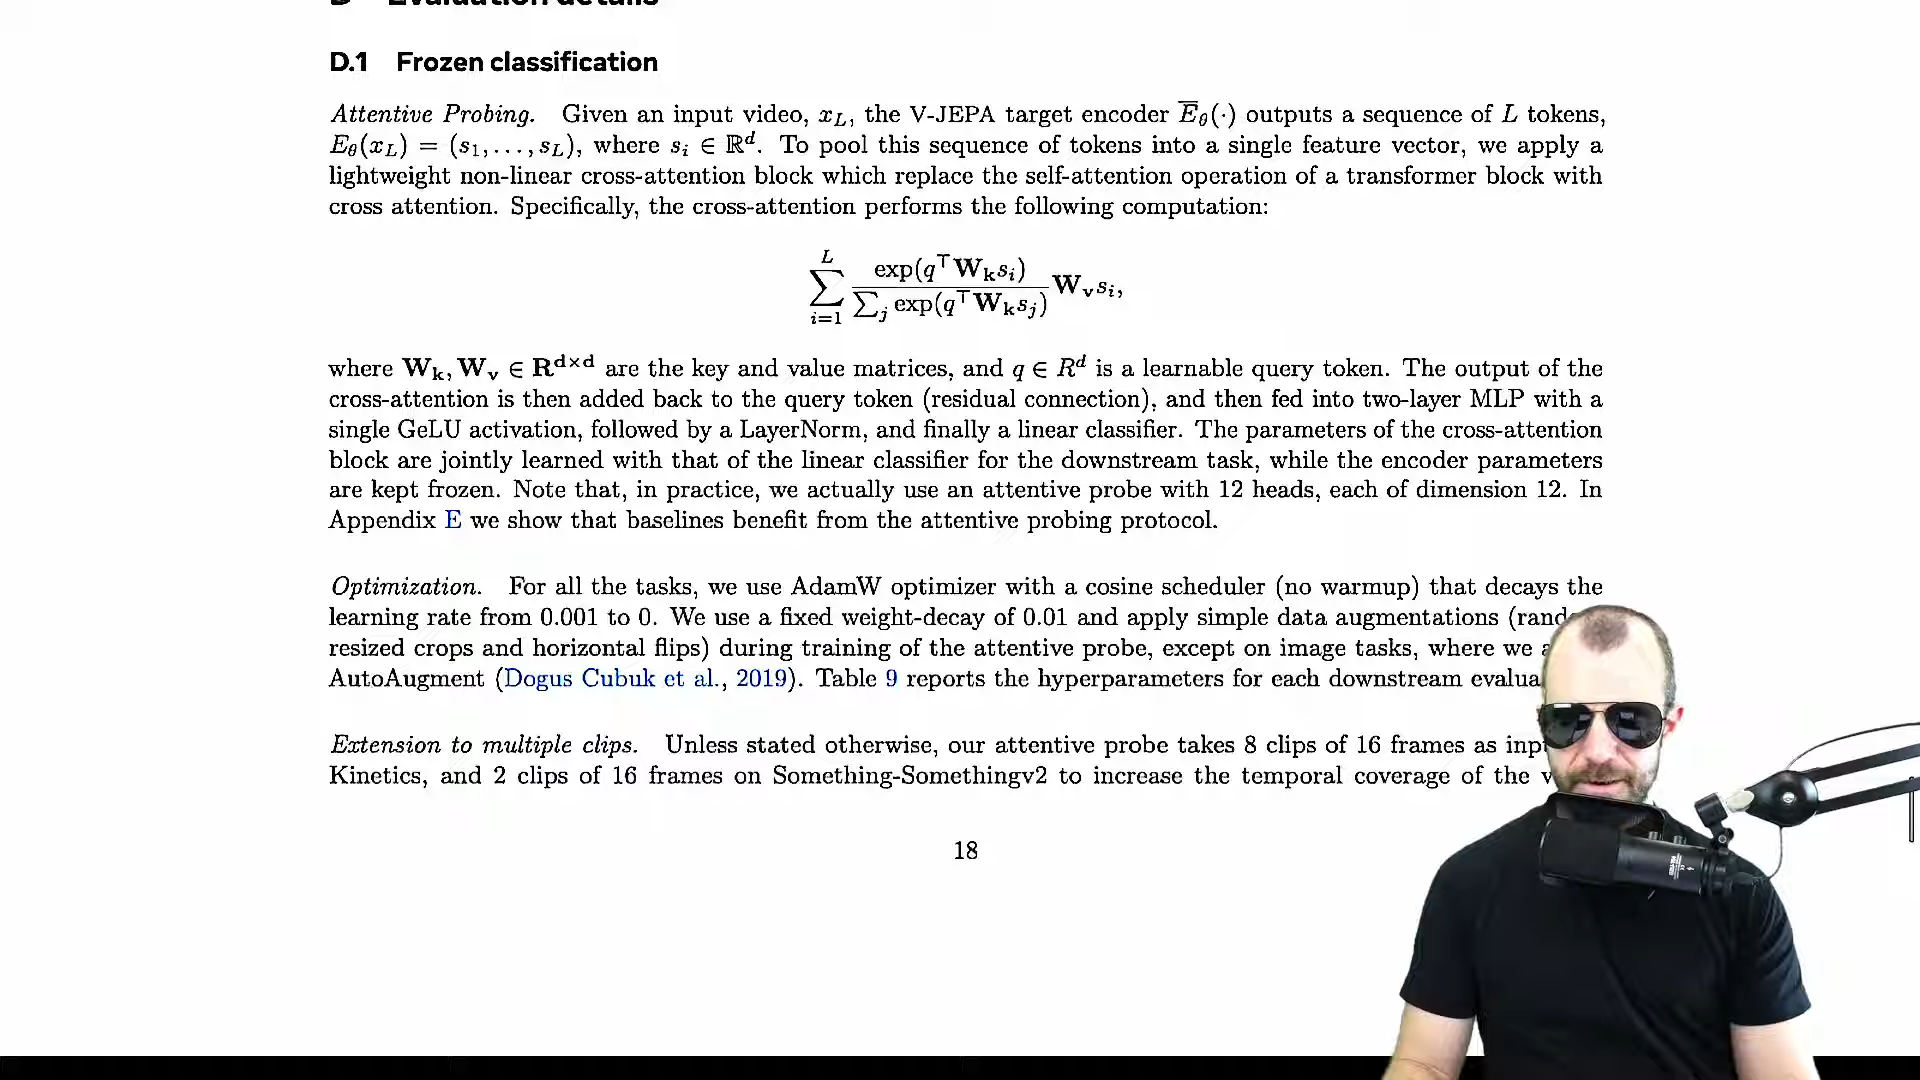 D Evaluation details
D.1 Frozen classification
Attentive Probing. Given an input video, x_L, the V-JEPA target encoder E̅_θ(·) outputs a sequence of L tokens,
E_θ(x_L) = (s_1, . . . , s_L), where s_i ∈ ℝ^d. To pool this sequence of tokens into a single feature vector, we apply a
lightweight non-linear cross-attention block which replace the self-attention operation of a transformer block with
cross attention. Specifically, the cross-attention performs the following computation:
∑_{i=1}^{L} exp(q^⊤ W_k s_i) / ∑_j exp(q^⊤ W_k s_j) W_v s_i,
where W_k, W_v ∈ R^{d×d} are the key and value matrices, and q ∈ R^d is a learnable query token. The output of the
cross-attention is then added back to the query token (residual connection), and then fed into two-layer MLP with a
single GeLU activation, followed by a LayerNorm, and finally a linear classifier. The parameters of the cross-attention
block are jointly learned with that of the linear classifier for the downstream task, while the encoder parameters
are kept frozen. Note that, in practice, we actually use an attentive probe with 12 heads, each of dimension 12. In
Appendix E we show that baselines benefit from the attentive probing protocol.
Optimization. For all the tasks, we use AdamW optimizer with a cosine scheduler (no warmup) that decays the
learning rate from 0.001 to 0. We use a fixed weight-decay of 0.01 and apply simple data augmentations
resized crops and horizontal flips) during training of the attentive probe, except on image tasks, where we
AutoAugment (Dogus Cubuk et al., 2019). Table 9 reports the hyperparameters for each downstream
Extension to multiple clips. Unless stated otherwise, our attentive probe takes 8 clips of 16 frames as
Kinetics, and 2 clips of 16 frames on Something-Somethingv2 to increase the temporal coverage of the
18